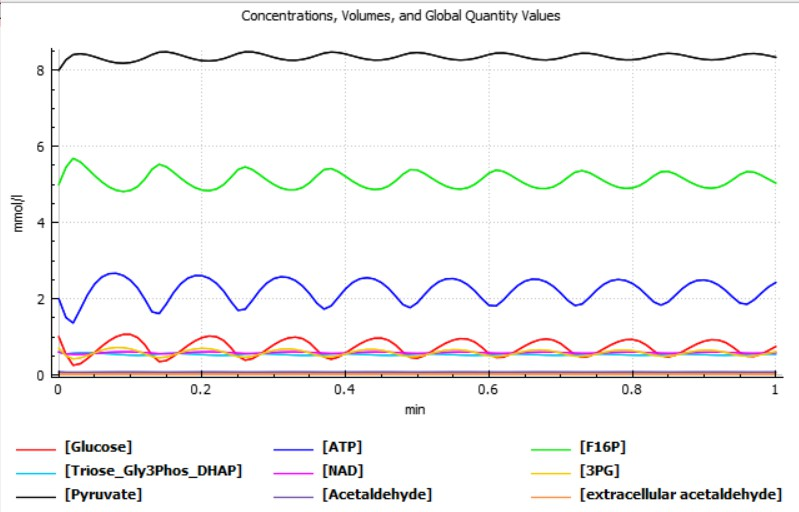 Concentrations, Volumes, and Global Quantity Values
8
6
4
2
0
mmol/l
0 0.2 0.4 0.6 0.8 1
min
[Glucose] [ATP] [F16P]
[Triose_Gly3Phos_DHAP] [NAD] [3PG]
[Pyruvate] [Acetaldehyde] [extracellular acetaldehyde]